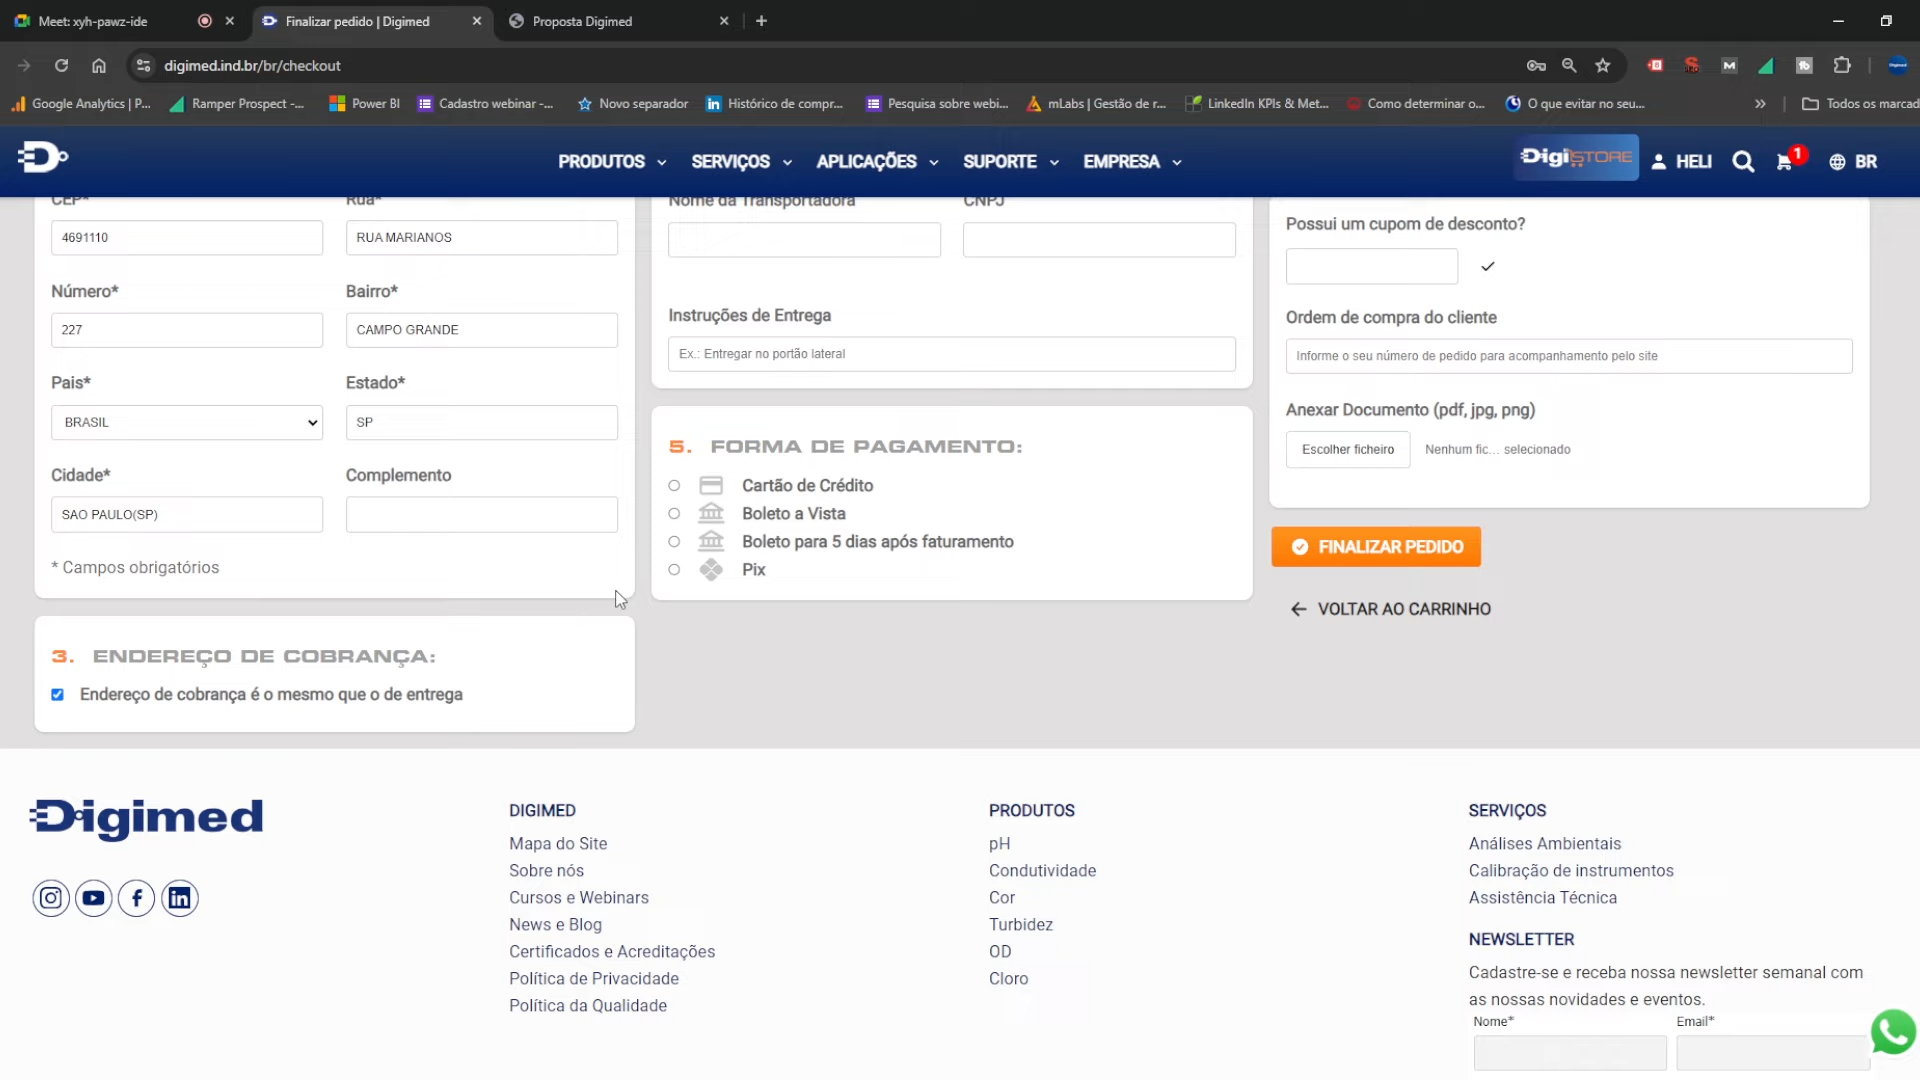 Meet: xyh-pawz-ide
Finalizar pedido | Digimed
Proposta Digimed
digimed.ind.br/br/checkout
Google Analytics | P...
Ramper Prospect -...
Power BI
Cadastro webinar -...
Novo separador
Histórico de compr...
Pesquisa sobre webi...
mLabs | Gestão de r...
LinkedIn KPIs & Met...
Como determinar o...
O que evitar no seu...
Todos os marcad
PRODUTOS
SERVIÇOS
APLICAÇÕES
SUPORTE
EMPRESA
DigiSTORE
HELI
1
BR
CEP*
Rua*
4691110
RUA MARIANOS
Número*
Bairro*
227
CAMPO GRANDE
Pais*
Estado*
BRASIL
SP
Cidade*
Complemento
SAO PAULO(SP)
* Campos obrigatórios
3. ENDEREÇO DE COBRANÇA:
Endereço de cobrança é o mesmo que o de entrega
Nome da Transportadora
CNPJ
Instruções de Entrega
Ex.: Entregar no portão lateral
5. FORMA DE PAGAMENTO:
Cartão de Crédito
Boleto a Vista
Boleto para 5 dias após faturamento
Pix
Possui um cupom de desconto?
Ordem de compra do cliente
Informe o seu número de pedido para acompanhamento pelo site
Anexar Documento (pdf, jpg, png)
Escolher ficheiro
Nenhum fic... selecionado
FINALIZAR PEDIDO
VOLTAR AO CARRINHO
Digimed
DIGIMED
Mapa do Site
Sobre nós
Cursos e Webinars
News e Blog
Certificados e Acreditações
Política de Privacidade
Política da Qualidade
PRODUTOS
pH
Condutividade
Cor
Turbidez
OD
Cloro
SERVIÇOS
Análises Ambientais
Calibração de instrumentos
Assistência Técnica
NEWSLETTER
Cadastre-se e receba nossa newsletter semanal com
as nossas novidades e eventos.
Nome*
Email*